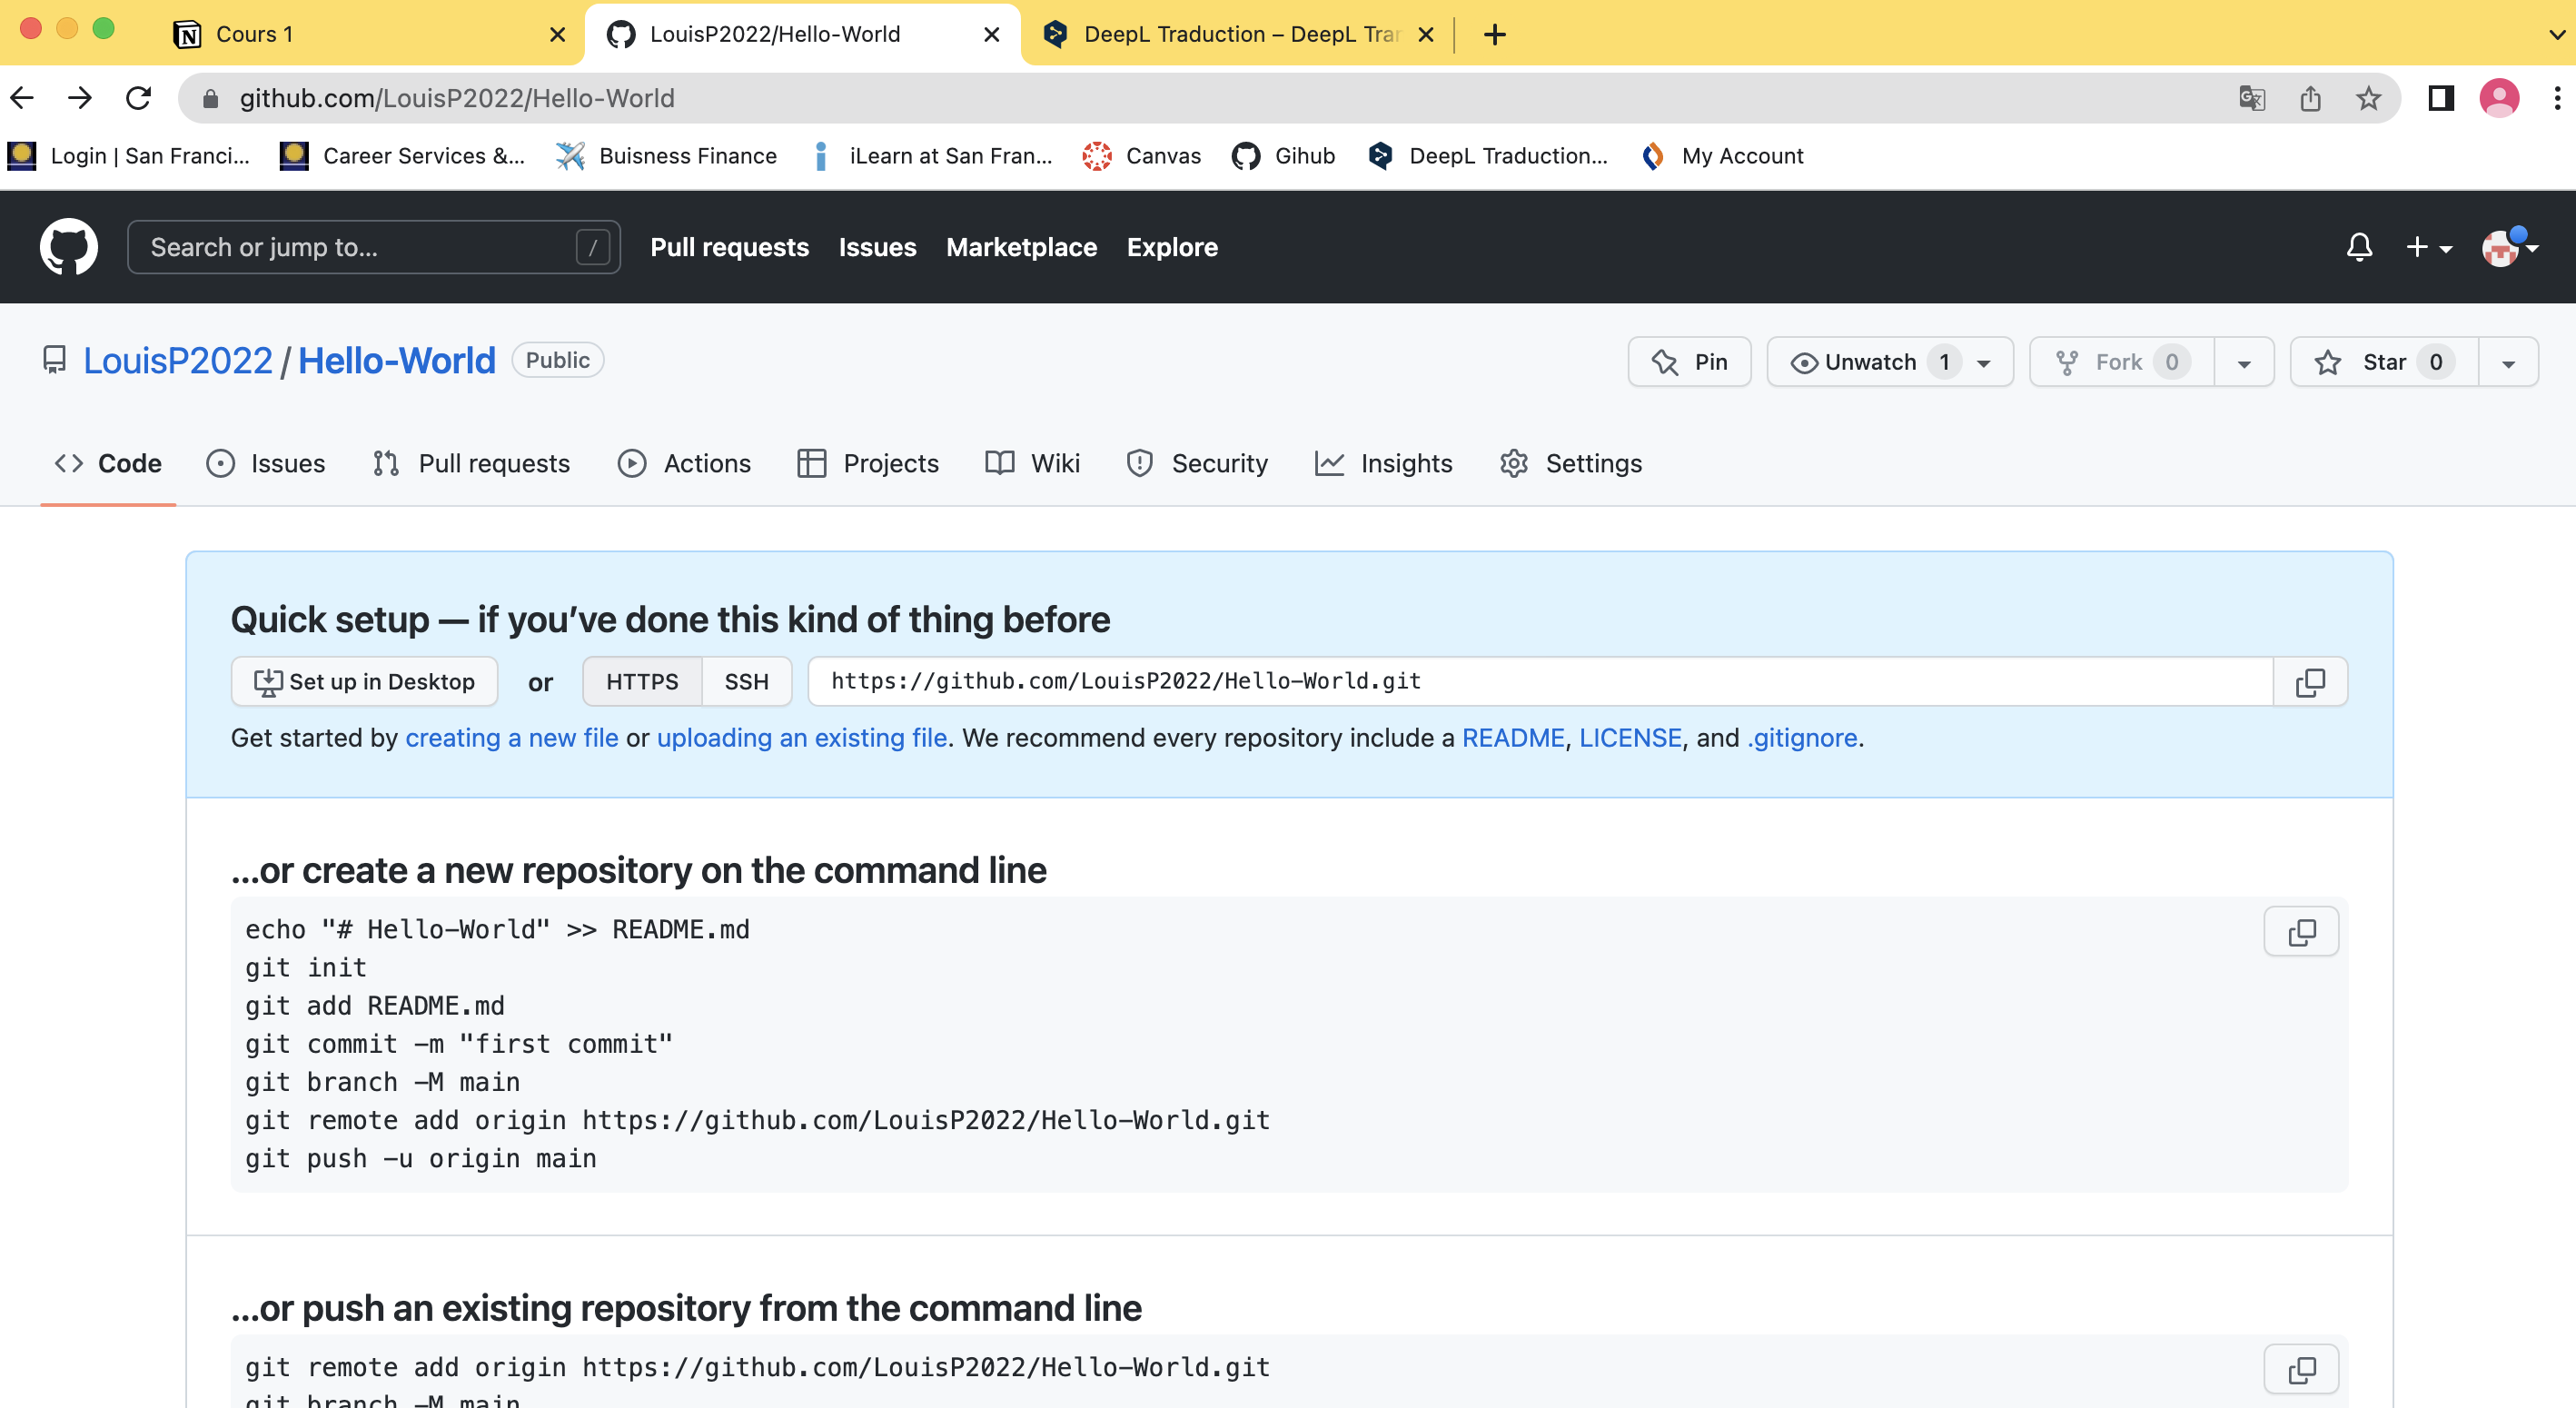 Cours 1
LouisP2022/Hello-World
DeepL Traduction – DeepL Tra
github.com/LouisP2022/Hello-World
Login | San Franci...
Career Services &...
Buisness Finance
iLearn at San Fran...
Canvas
Gihub
DeepL Traduction...
My Account
Search or jump to...
/
Pull requests
Issues
Marketplace
Explore
LouisP2022 / Hello-World Public
Pin
Unwatch 1
Fork 0
Star 0
Code
Issues
Pull requests
Actions
Projects
Wiki
Security
Insights
Settings
Quick setup — if you’ve done this kind of thing before
Set up in Desktop or HTTPS SSH https://github.com/LouisP2022/Hello-World.git
Get started by creating a new file or uploading an existing file. We recommend every repository include a README, LICENSE, and .gitignore.
…or create a new repository on the command line
echo "# Hello-World" >> README.md
git init
git add README.md
git commit -m "first commit"
git branch -M main
git remote add origin https://github.com/LouisP2022/Hello-World.git
git push -u origin main
…or push an existing repository from the command line
git remote add origin https://github.com/LouisP2022/Hello-World.git
git branch -M main